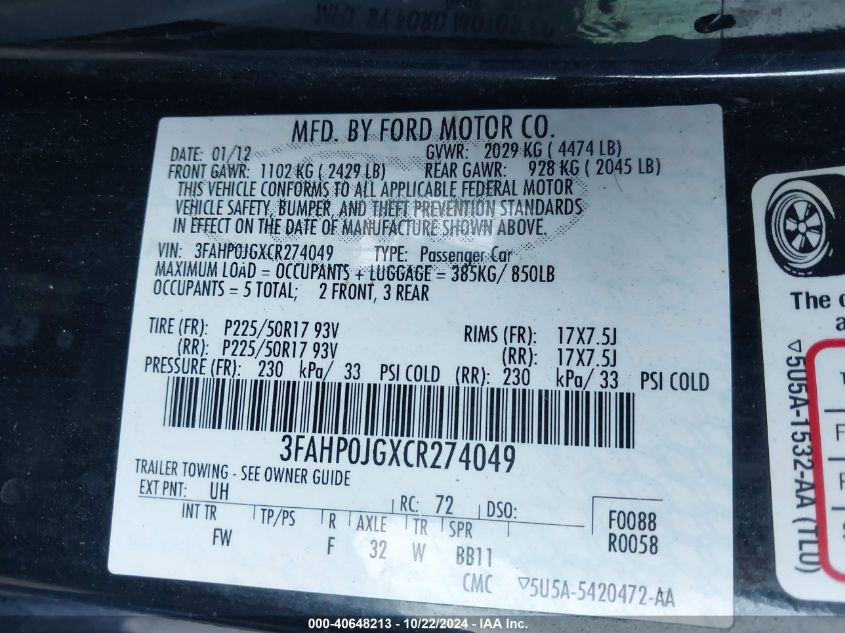 MFD. BY FORD MOTOR CO.
DATE: 01/12 GVWR: 2029 KG ( 4474 LB)
FRONT GAWR: 1102 KG ( 2429 LB) REAR GAWR: 928 KG ( 2045 LB)
THIS VEHICLE CONFORMS TO ALL APPLICABLE FEDERAL MOTOR
VEHICLE SAFETY, BUMPER, AND THEFT PREVENTION STANDARDS
IN EFFECT ON THE DATE OF MANUFACTURE SHOWN ABOVE.
VIN: 3FAHP0JGXCR274049 TYPE: Passenger Car
MAXIMUM LOAD = OCCUPANTS + LUGGAGE = 385KG/ 850LB
OCCUPANTS = 5 TOTAL; 2 FRONT, 3 REAR
TIRE (FR): P225/50R17 93V RIMS (FR): 17X7.5J
(RR): P225/50R17 93V (RR): 17X7.5J
PRESSURE (FR): 230 kPa/ 33 PSI COLD (RR): 230 kPa/ 33 PSI COLD
3FAHP0JGXCR274049
TRAILER TOWING - SEE OWNER GUIDE
EXT PNT: UH RC: 72 DSO:
INT TR TP/PS R AXLE TR SPR F0088
FW F 32 W BB11 R0058
CMC ▽5U5A-5420472-AA
The
▽5U5A-1532-AA (TLU)
000-40648213 - 10/22/2024 - IAA Inc.